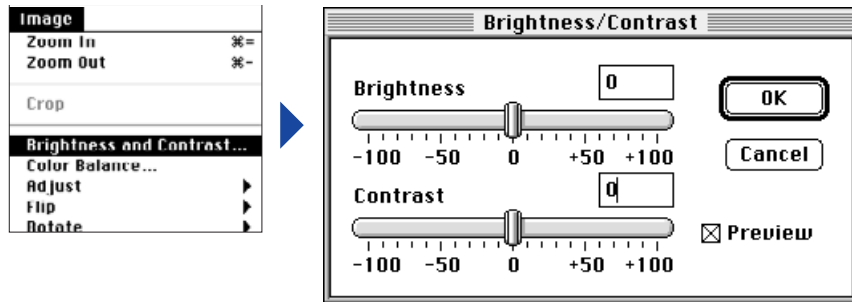 Image
Zoom In ⌘=
Zoom Out ⌘-
Crop
Brightness and Contrast...
Color Balance...
Adjust
Flip
Rotate
Brightness/Contrast
Brightness 0
-100 -50 0 +50 +100
Contrast 0
-100 -50 0 +50 +100
OK
Cancel
Preview